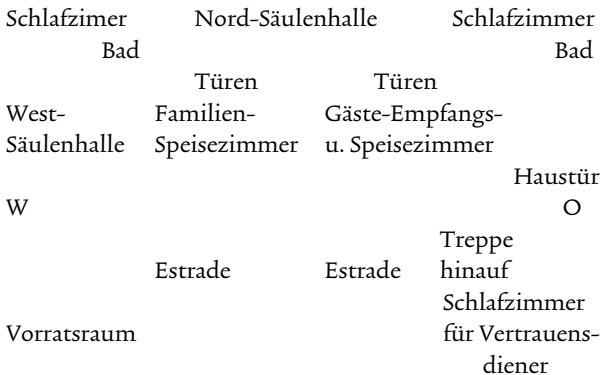 Schlafzimer Nord-Säulenhalle Schlafzimmer
Bad Bad
Türen Türen
West- Familien- Gäste-Empfangs-
Säulenhalle Speisezimmer u. Speisezimmer
Haustür
W O
Treppe
Estrade Estrade hinauf
Schlafzimmer
Vorratsraum für Vertrauens-
diener